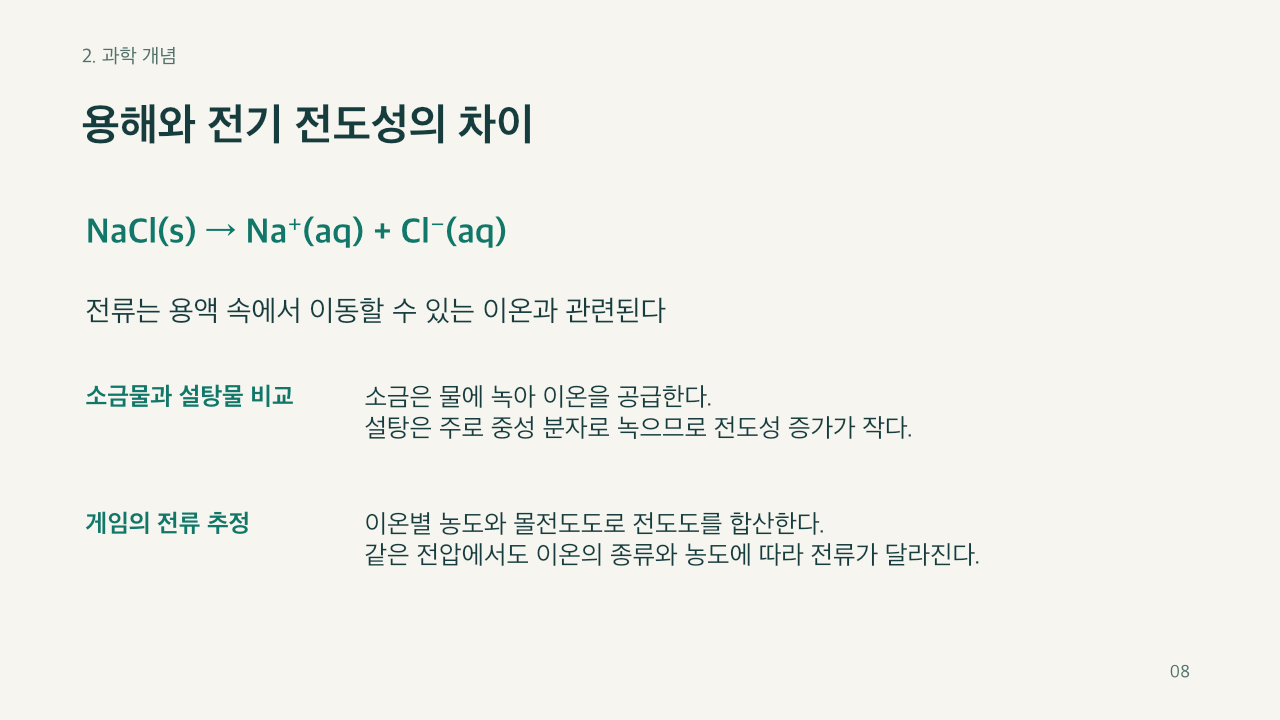 2. 과학 개념
용해와 전기 전도성의 차이
NaCl(s) → Na⁺(aq) + Cl⁻(aq)
전류는 용액 속에서 이동할 수 있는 이온과 관련된다
소금물과 설탕물 비교
소금은 물에 녹아 이온을 공급한다.
설탕은 주로 중성 분자로 녹으므로 전도성 증가가 작다.
게임의 전류 추정
이온별 농도와 몰전도도로 전도도를 합산한다.
같은 전압에서도 이온의 종류와 농도에 따라 전류가 달라진다.
08